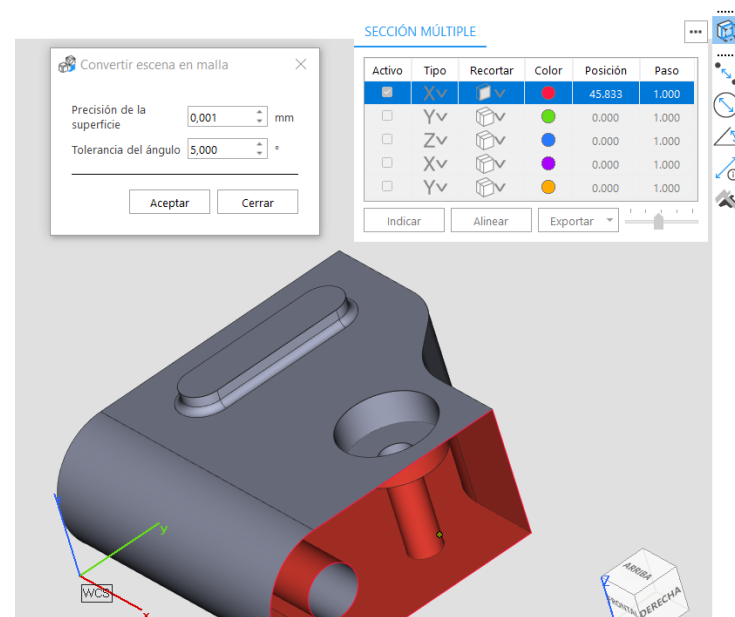 SECCIÓN MÚLTIPLE
Convertir escena en malla
Precisión de la
superficie
0,001
mm
Tolerancia del ángulo
5,000
°
Aceptar
Cerrar
Activo Tipo Recortar Color Posición Paso
X 45.833 1.000
Y 0.000 1.000
Z 0.000 1.000
X 0.000 1.000
Y 0.000 1.000
Indicar
Alinear
Exportar
y
WCS
x
ARRIBA
Z
FRONTAL
DERECHA